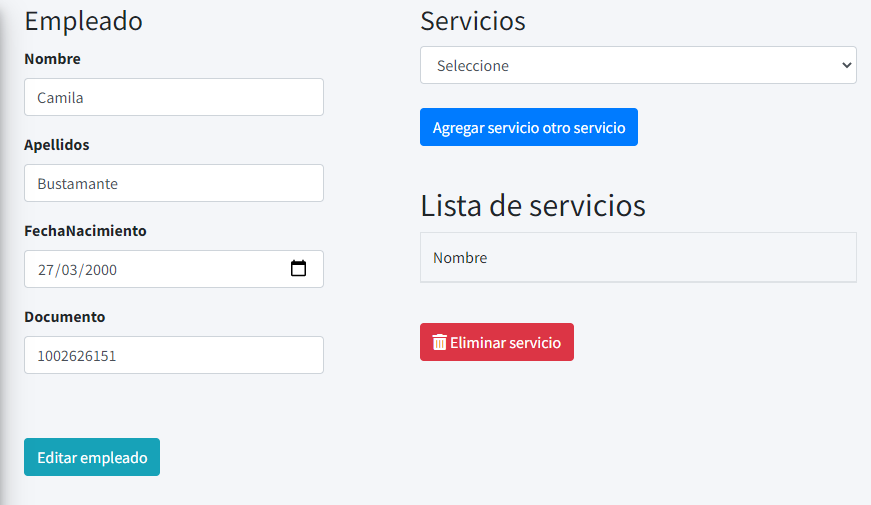 Empleado
Nombre
Camila
Apellidos
Bustamante
FechaNacimiento
27/03/2000
Documento
1002626151
Editar empleado
Servicios
Seleccione
Agregar servicio otro servicio
Lista de servicios
Nombre
Eliminar servicio